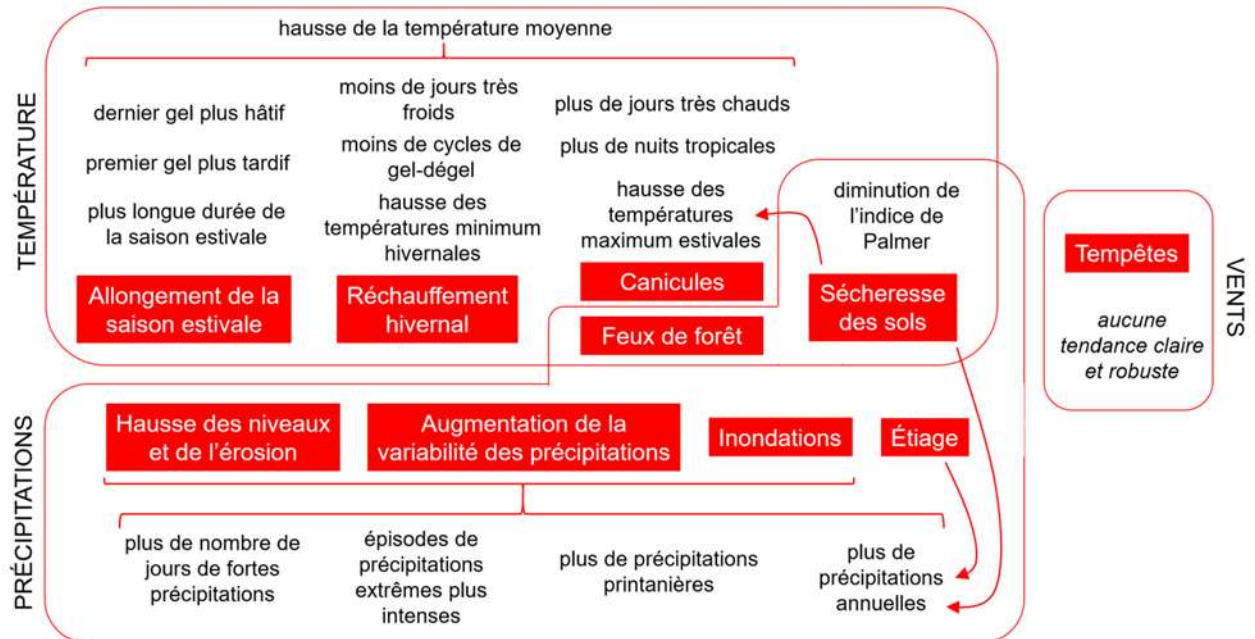 hausse de la température moyenne
TEMPÉRATURE
dernier gel plus hâtif
premier gel plus tardif
plus longue durée de
la saison estivale
Allongement de la
saison estivale
moins de jours très
froids
moins de cycles de
gel-dégel
hausse des
températures minimum
hivernales
Réchauffement
hivernal
plus de jours très chauds
plus de nuits tropicales
hausse des
températures
maximum estivales
Canicules
Feux de forêt
diminution de
l'indice de
Palmer
Sécheresse
des sols
Tempêtes
aucune
tendance claire
et robuste
VENTS
PRÉCIPITATIONS
Hausse des niveaux
et de l'érosion
Augmentation de la
variabilité des précipitations
Inondations
Étiage
plus de nombre de
jours de fortes
précipitations
épisodes de
précipitations
extrêmes plus
intenses
plus de précipitations
printanières
plus de
précipitations
annuelles